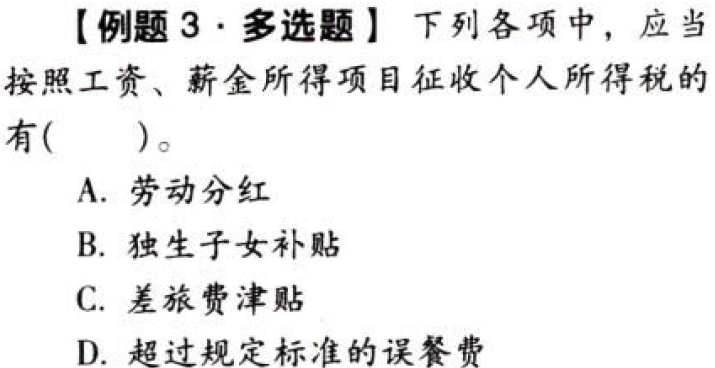 【例题3·多选题】 下列各项中，应当
按照工资、薪金所得项目征收个人所得税的
有(　　)。
A. 劳动分红
B. 独生子女补贴
C. 差旅费津贴
D. 超过规定标准的误餐费